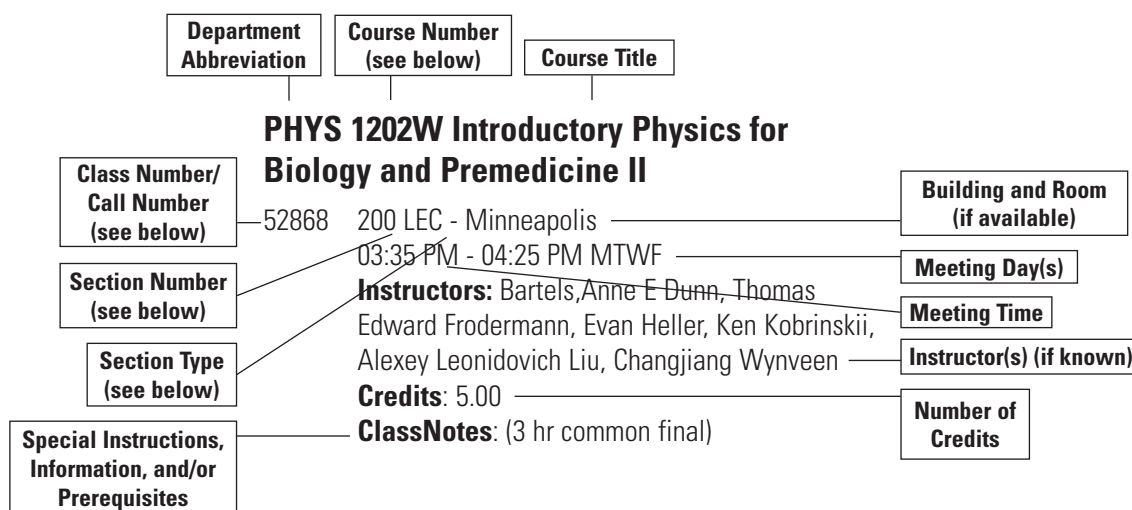 Department
Abbreviation
Course Number
(see below)
Course Title
PHYS 1202W Introductory Physics for
Biology and Premedicine II
Class Number/
Call Number
(see below)
52868 200 LEC - Minneapolis
Building and Room
(if available)
03:35 PM - 04:25 PM MTWF
Meeting Day(s)
Section Number
(see below)
Instructors: Bartels,Anne E Dunn, Thomas
Meeting Time
Edward Frodermann, Evan Heller, Ken Kobrinskii,
Section Type
(see below)
Alexey Leonidovich Liu, Changjiang Wynveen
Instructor(s) (if known)
Credits: 5.00
Number of
Credits
ClassNotes: (3 hr common final)
Special Instructions,
Information, and/or
Prerequisites